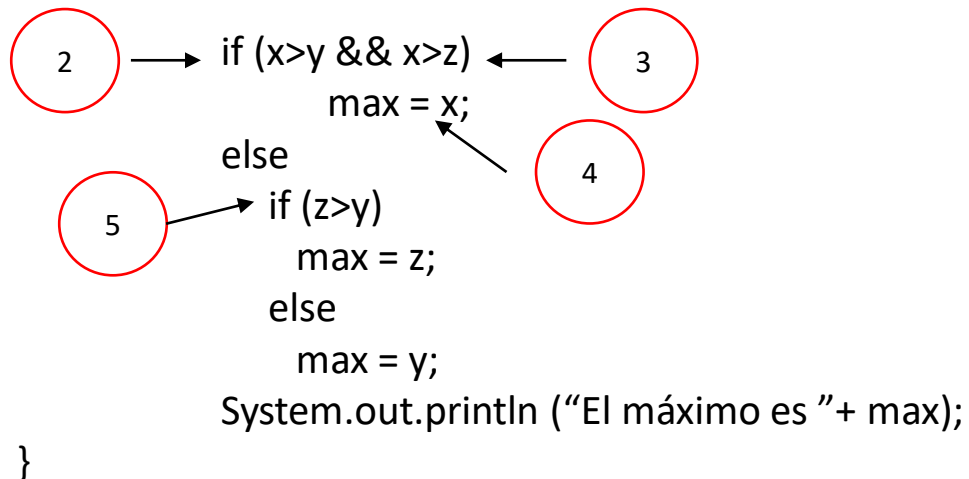 2 if (x>y && x>z) 3
max = x;
else
4
5 if (z>y)
max = z;
else
max = y;
System.out.println (“El máximo es ”+ max);
}